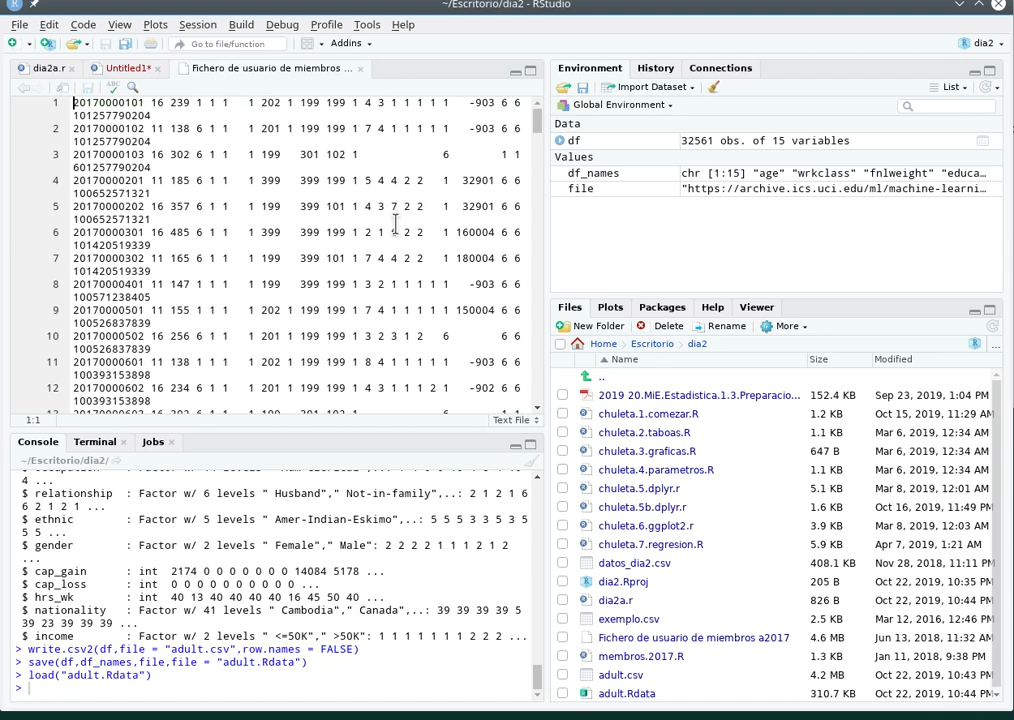 ~/Escritorio/dia2 - RStudio
File Edit Code View Plots Session Build Debug Profile Tools Help
Go to file/function Addins dia2
dia2a.r Untitled1* Fichero de usuario de miembros ...
1 20170000101 16 239 1 1 1 1 202 1 199 199 1 4 3 1 1 1 1 1 -903 6 6
101257790204
2 20170000102 11 138 6 1 1 1 201 1 199 199 1 7 4 1 1 1 1 1 -903 6 6
101257790204
3 20170000103 16 302 6 1 1 1 199 301 102 1 6 1 1
601257790204
4 20170000201 11 185 6 1 1 1 399 399 199 1 5 4 4 2 2 1 32901 6 6
100652571321
5 20170000202 16 357 6 1 1 1 199 399 101 1 4 3 7 2 2 1 32901 6 6
100652571321
6 20170000301 16 485 6 1 1 1 399 399 199 1 2 1 2 2 1 160004 6 6
101420519339
7 20170000302 11 165 6 1 1 1 199 399 101 1 7 4 4 2 2 1 180004 6 6
101420519339
8 20170000401 11 147 1 1 1 1 399 399 199 1 3 2 1 1 1 1 1 -903 6 6
100571238405
9 20170000501 11 155 1 1 1 1 202 1 199 199 1 7 4 1 1 1 1 1 150004 6 6
100526837839
10 20170000502 16 256 6 1 1 1 201 1 199 199 1 3 2 3 1 2 6 6 6
100526837839
11 20170000601 11 138 1 1 1 1 202 1 199 199 1 8 4 1 1 1 1 1 -903 6 6
100393153898
12 20170000602 11 234 6 1 1 1 201 1 199 199 1 4 3 1 1 1 2 1 -902 6 6
100393153898
1:1 Text File
Console Terminal Jobs
~/Escritorio/dia2/
4 ...
$ relationship : Factor w/ 6 levels " Husband"," Not-in-family",..: 2 1 2 1 6
6 2 1 2 1 ...
$ ethnic : Factor w/ 5 levels " Amer-Indian-Eskimo",..: 5 5 5 3 3 5 3 5
5 5 ...
$ gender : Factor w/ 2 levels " Female"," Male": 2 2 2 2 1 1 1 2 1 2
...
$ cap_gain : int 2174 0 0 0 0 0 0 0 14084 5178 ...
$ cap_loss : int 0 0 0 0 0 0 0 0 0 0 ...
$ hrs_wk : int 40 13 40 40 40 40 16 45 50 40 ...
$ nationality : Factor w/ 41 levels " Cambodia"," Canada",..: 39 39 39 39 5
39 23 39 39 39 ...
$ income : Factor w/ 2 levels " <=50K"," >50K": 1 1 1 1 1 1 1 2 2 2 ...
> write.csv2(df,file = "adult.csv",row.names = FALSE)
> save(df,df_names,file,file = "adult.Rdata")
> load("adult.Rdata")
>
Environment History Connections
Import Dataset List
Global Environment
Data
df 32561 obs. of 15 variables
Values
df_names chr [1:15] "age" "wrkclass" "fnlweight" "educa…
file "https://archive.ics.uci.edu/ml/machine-learni…
Files Plots Packages Help Viewer
New Folder Delete Rename More
Home Escritorio dia2 ...
Name Size Modified
..
2019 20.MiE.Estadistica.1.3.Preparacio... 152.4 KB Sep 23, 2019, 1:04 PM
chuleta.1.comezar.R 1.2 KB Oct 15, 2019, 11:29 AM
chuleta.2.taboas.R 1.1 KB Mar 6, 2019, 12:34 AM
chuleta.3.graficas.R 647 B Mar 6, 2019, 12:34 AM
chuleta.4.parametros.R 1.1 KB Mar 6, 2019, 12:34 AM
chuleta.5.dplyr.r 5.1 KB Mar 8, 2019, 12:01 AM
chuleta.5b.dplyr.r 1.6 KB Oct 16, 2019, 11:49 PM
chuleta.6.ggplot2.r 3.9 KB Mar 8, 2019, 12:03 AM
chuleta.7.regresion.R 5.9 KB Apr 7, 2019, 1:21 AM
datos_dia2.csv 408.1 KB Nov 28, 2018, 11:11 PM
dia2.Rproj 205 B Oct 22, 2019, 10:35 PM
dia2a.r 826 B Oct 22, 2019, 10:44 PM
exemplo.csv 2.5 KB Mar 12, 2016, 12:46 PM
Fichero de usuario de miembros a2017 4.6 MB Jun 13, 2018, 11:32 AM
membros.2017.R 1.3 KB Jan 11, 2018, 9:38 PM
adult.csv 4.2 MB Oct 22, 2019, 10:43 PM
adult.Rdata 310.7 KB Oct 22, 2019, 10:44 PM